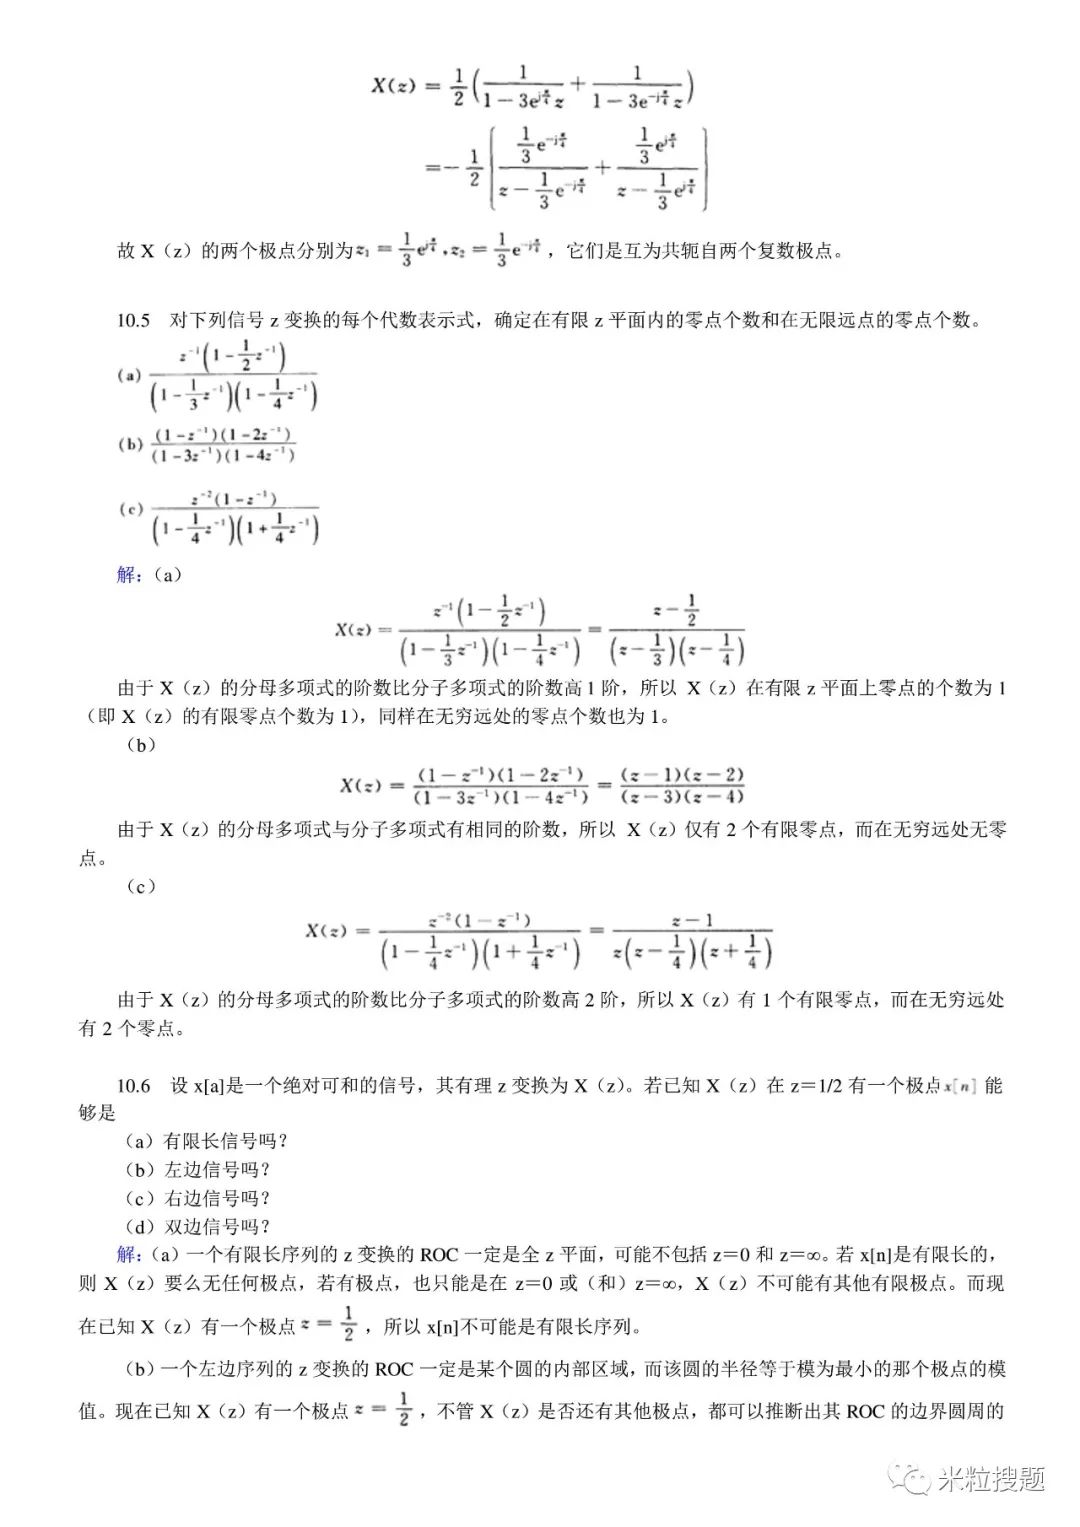 X(z) = 1/2 ( 1/(1-3e^{jπ/4}z) + 1/(1-3e^{-jπ/4}z) )
=-1/2 [ (1/3 e^{-jπ/4})/(z-1/3 e^{-jπ/4}) + (1/3 e^{jπ/4})/(z-1/3 e^{jπ/4}) ]
故 X（z）的两个极点分别为z₁ = 1/3 e^{jπ/4},z₂ = 1/3 e^{-jπ/4}，它们是互为共轭自两个复数极点。
10.5 对下列信号 z 变换的每个代数表示式，确定在有限 z 平面内的零点个数和在无限远点的零点个数。
(a) z⁻¹(1-1/2 z⁻¹) / (1-1/3 z⁻¹)(1-1/4 z⁻¹)
(b) (1-z⁻¹)(1-2z⁻¹) / (1-3z⁻¹)(1-4z⁻¹)
(c) z⁻²(1-z⁻¹) / (1-1/4 z⁻¹)(1+1/4 z⁻¹)
解:（a）
X(z) = z⁻¹(1-1/2 z⁻¹) / (1-1/3 z⁻¹)(1-1/4 z⁻¹) = (z-1/2) / (z-1/3)(z-1/4)
由于 X（z）的分母多项式的阶数比分子多项式的阶数高 1 阶，所以 X（z）在有限 z 平面上零点的个数为 1
（即 X（z）的有限零点个数为 1），同样在无穷远处的零点个数也为 1。
（b）
X(z) = (1-z⁻¹)(1-2z⁻¹) / (1-3z⁻¹)(1-4z⁻¹) = (z-1)(z-2) / (z-3)(z-4)
由于 X（z）的分母多项式与分子多项式有相同的阶数，所以 X（z）仅有 2 个有限零点，而在无穷远处无零
点。
（c）
X(z) = z⁻²(1-z⁻¹) / (1-1/4 z⁻¹)(1+1/4 z⁻¹) = (z-1) / z(z-1/4)(z+1/4)
由于 X（z）的分母多项式的阶数比分子多项式的阶数高 2 阶，所以 X（z）有 1 个有限零点，而在无穷远处
有 2 个零点。
10.6 设 x[a]是一个绝对可和的信号，其有理 z 变换为 X（z）。若已知 X（z）在 z＝1/2 有一个极点x[n] 能
够是
（a）有限长信号吗？
（b）左边信号吗？
（c）右边信号吗？
（d）双边信号吗？
解:（a）一个有限长序列的 z 变换的 ROC 一定是全 z 平面，可能不包括 z＝0 和 z＝∞。若 x[n]是有限长的，
则 X（z）要么无任何极点，若有极点，也只能是在 z＝0 或（和）z＝∞，X（z）不可能有其他有限极点。而现
在已知 X（z）有一个极点 z = 1/2 ，所以 x[n]不可能是有限长序列。
（b）一个左边序列的 z 变换的 ROC 一定是某个圆的内部区域，而该圆的半径等于模为最小的那个极点的模
值。现在已知 X（z）有一个极点 z = 1/2 ，不管 X（z）是否还有其他极点，都可以推断出其 ROC 的边界圆周的
米粒搜题